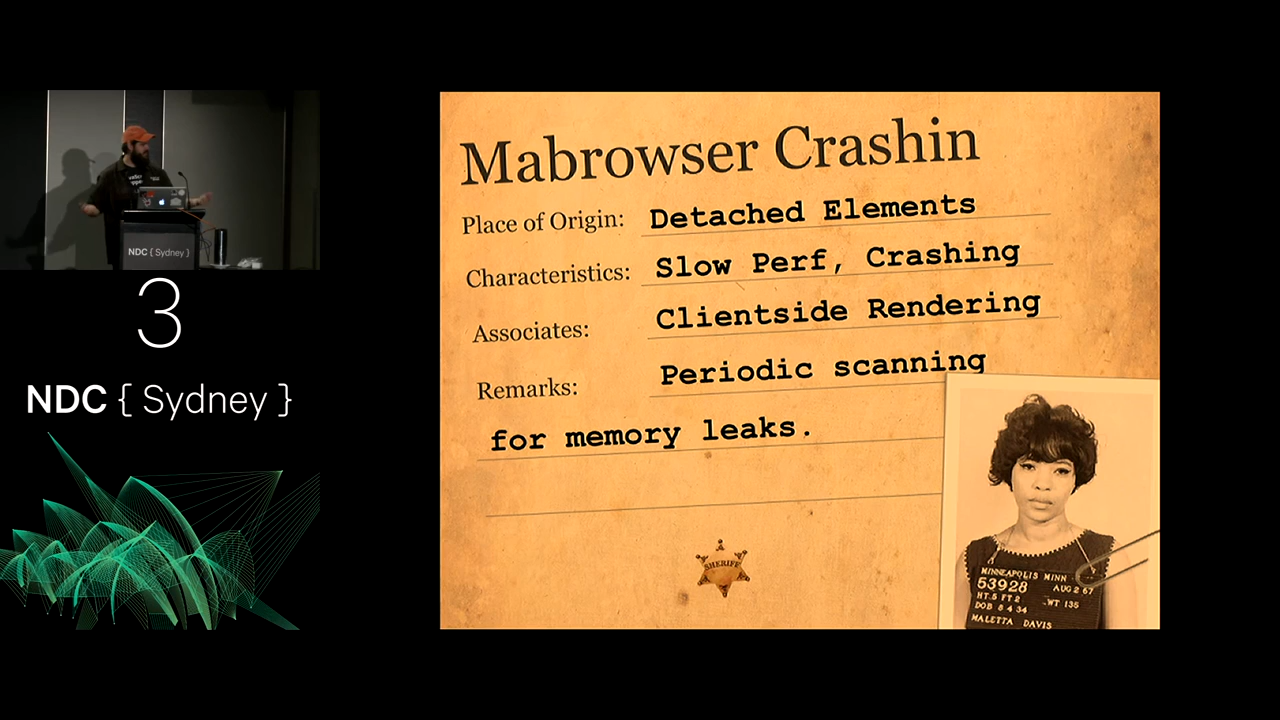 NDC { Sydney }
3
NDC { Sydney }
Mabrowser Crashin
Place of Origin: Detached Elements
Characteristics: Slow Perf, Crashing
Associates: Clientside Rendering
Remarks: Periodic scanning
for memory leaks.
SHERIFF
MINNEAPOLIS MINN
53928 AUG 2 67
HT. 5 FT 2 WT 135
DOB 8 4 34
MALETTA DAVIS